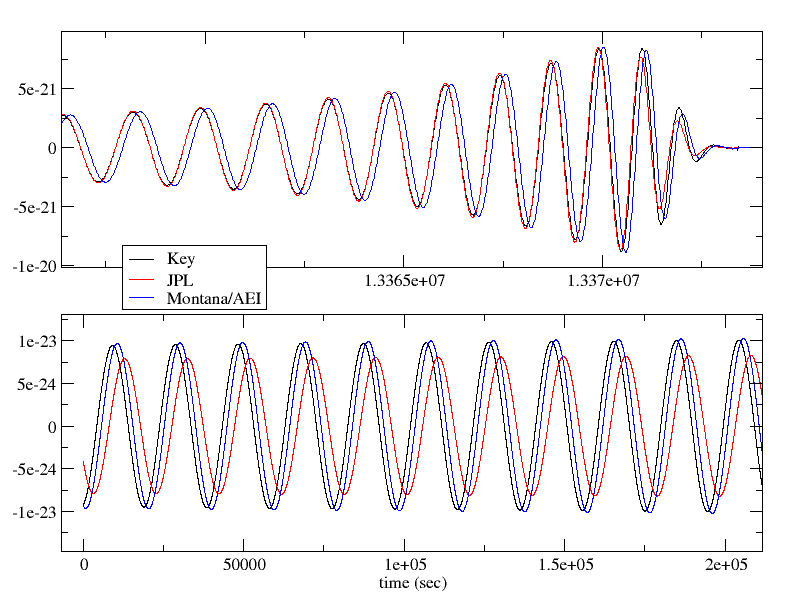 5e-21
0
-5e-21
-1e-20
1.3365e+07 1.337e+07
Key
JPL
Montana/AEI
1e-23
5e-24
0
-5e-24
-1e-23
0 50000 1e+05 1.5e+05 2e+05
time (sec)